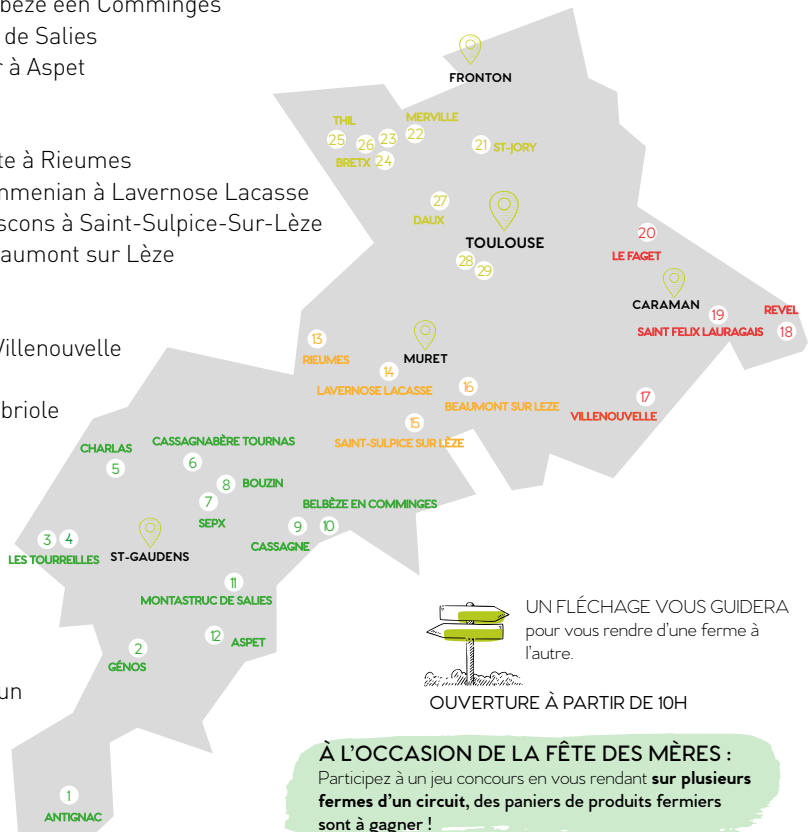 bèze een Comminges
de Salies
à Aspet
te à Rieumes
mmenian à Lavernose Lacasse
scons à Saint-Sulpice-Sur-Lèze
eaumont sur Lèze
Villenouvelle
briole
un
FRONTON
THIL
MERVILLE
25
26
23
22
BRETX
24
21
ST-JORY
27
DAUX
TOULOUSE
28
29
20
LE FAGET
CARAMAN
19
SAINT FELIX LAURAGAIS
REVEL
18
13
RIEUMES
MURET
14
LAVERNOSE LACASSE
16
BEAUMONT SUR LEZE
17
VILLENOUVELLE
15
SAINT-SULPICE SUR LÈZE
CHARLAS
5
CASSAGNABÈRE TOURNAS
6
8
BOUZIN
7
SEPX
BELBÈZE EN COMMINGES
9
10
CASSAGNE
3
4
LES TOURREILLES
ST-GAUDENS
11
MONTASTRUC DE SALIES
2
GÉNOS
12
ASPET
1
ANTIGNAC
UN FLÉCHAGE VOUS GUIDERA
pour vous rendre d'une ferme à
l'autre.
OUVERTURE À PARTIR DE 10H
À L'OCCASION DE LA FÊTE DES MÈRES :
Participez à un jeu concours en vous rendant sur plusieurs
fermes d'un circuit, des paniers de produits fermiers
sont à gagner !